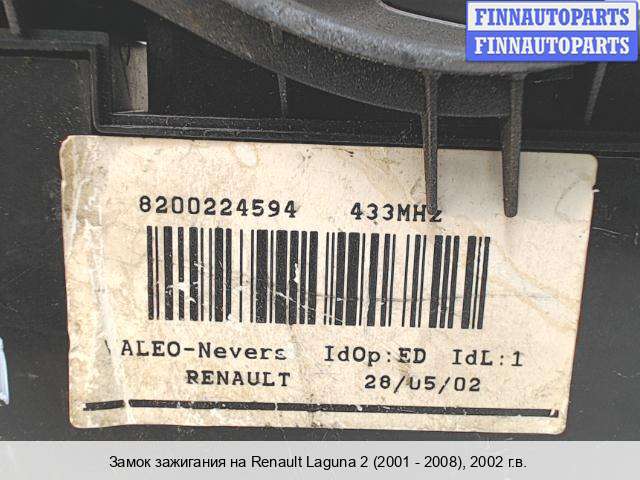 FINNAUTOPARTS
FINNAUTOPARTS
8200224594 433MHz
VALEO-Nevers IdOp:ED IdL:1
RENAULT 28/05/02
Замок зажигания на Renault Laguna 2 (2001 - 2008), 2002 г.в.